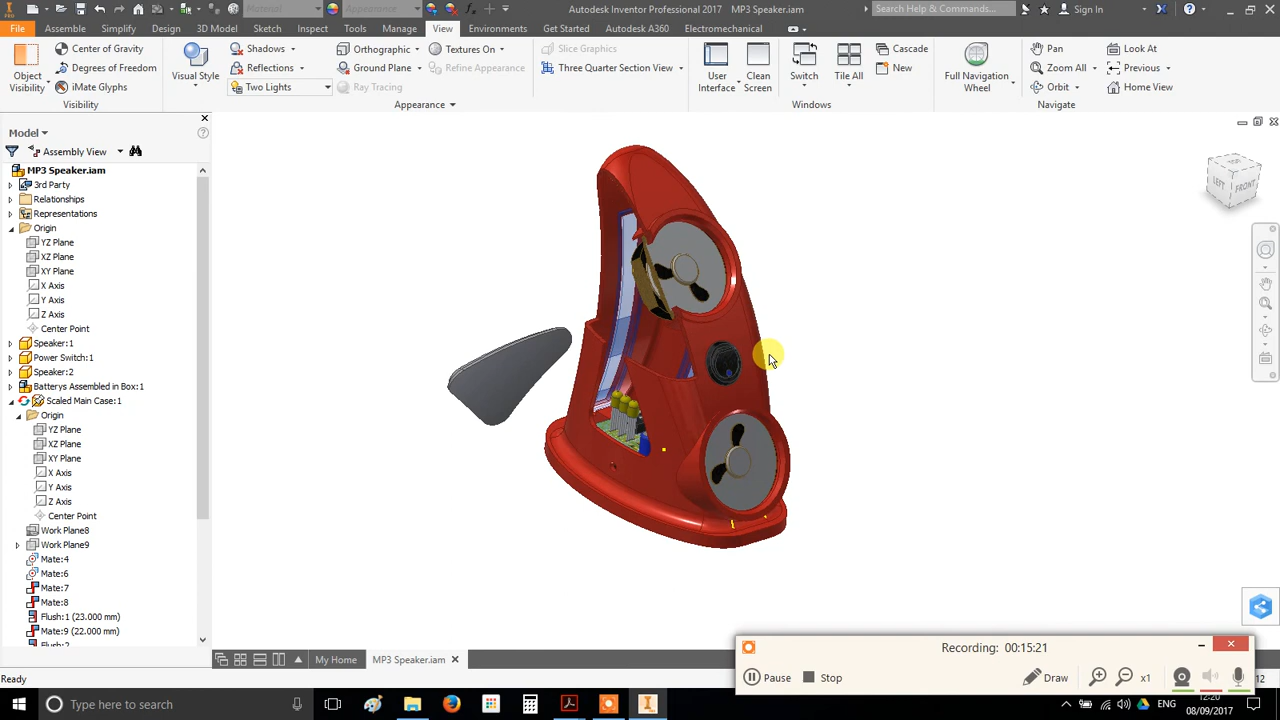 Material
Appearance
Autodesk Inventor Professional 2017 MP3 Speaker.iam
Search Help & Commands...
Sign In
File
Assemble
Simplify
Design
3D Model
Sketch
Inspect
Tools
Manage
View
Environments
Get Started
Autodesk A360
Electromechanical
Object
Visibility
Center of Gravity
Degrees of Freedom
iMate Glyphs
Visibility
Visual Style
Shadows
Reflections
Two Lights
Orthographic
Ground Plane
Ray Tracing
Textures On
Refine Appearance
Appearance
Slice Graphics
Three Quarter Section View
User
Interface
Clean
Screen
Switch
Tile All
Cascade
New
Windows
Full Navigation
Wheel
Pan
Zoom All
Orbit
Look At
Previous
Home View
Navigate
Model
Assembly View
MP3 Speaker.iam
3rd Party
Relationships
Representations
Origin
YZ Plane
XZ Plane
XY Plane
X Axis
Y Axis
Z Axis
Center Point
Speaker:1
Power Switch:1
Speaker:2
Batterys Assembled in Box:1
Scaled Main Case:1
Origin
YZ Plane
XZ Plane
XY Plane
X Axis
Y Axis
Z Axis
Center Point
Work Plane8
Work Plane9
Mate:4
Mate:6
Mate:7
Mate:8
Flush:1 (23.000 mm)
Mate:9 (22.000 mm)
LEFT
FRONT
My Home
MP3 Speaker.iam
Ready
Recording: 00:15:21
Pause
Stop
Draw
x1
12
Type here to search
ENG
12:20
08/09/2017